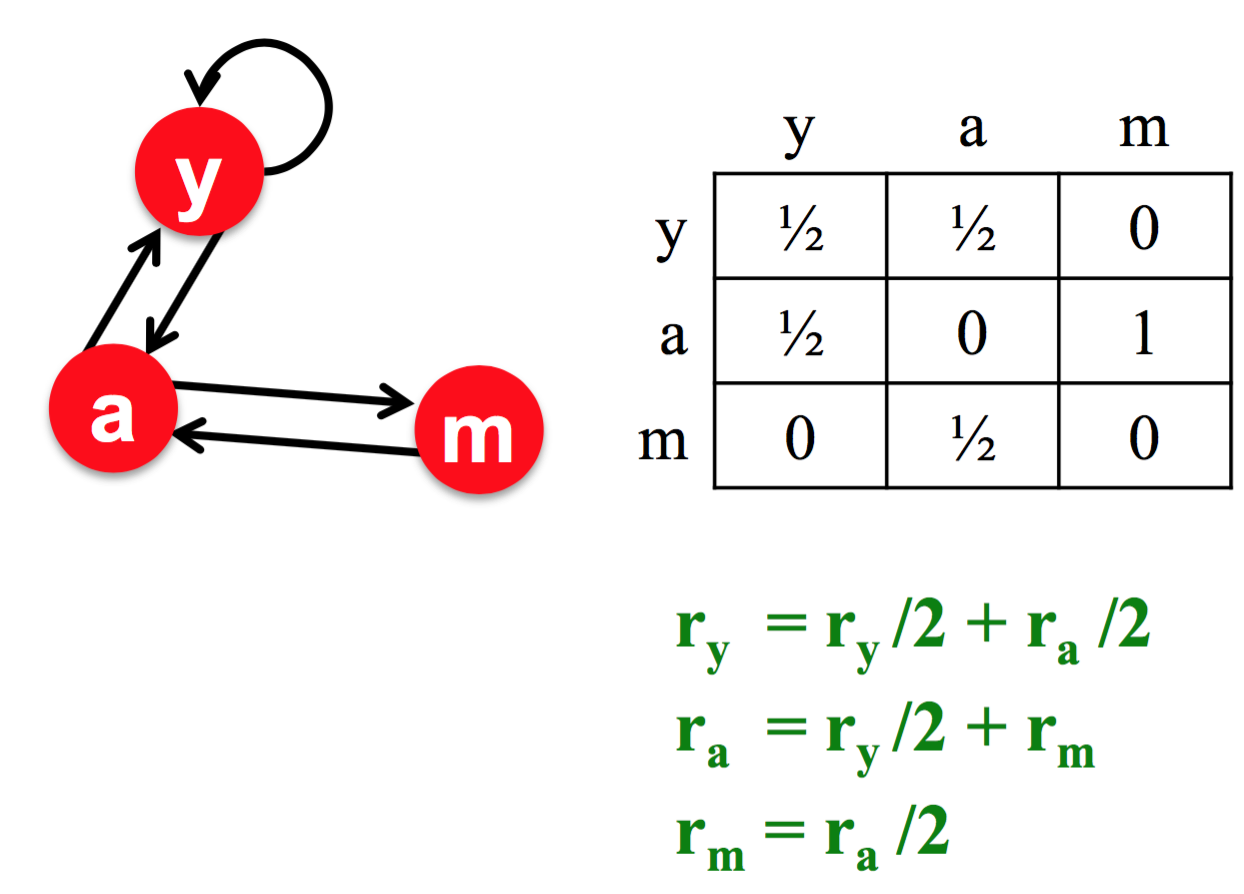 y
a
m
y a m
y ½ ½ 0
a ½ 0 1
m 0 ½ 0
r_y = r_y /2 + r_a /2
r_a = r_y /2 + r_m
r_m = r_a /2